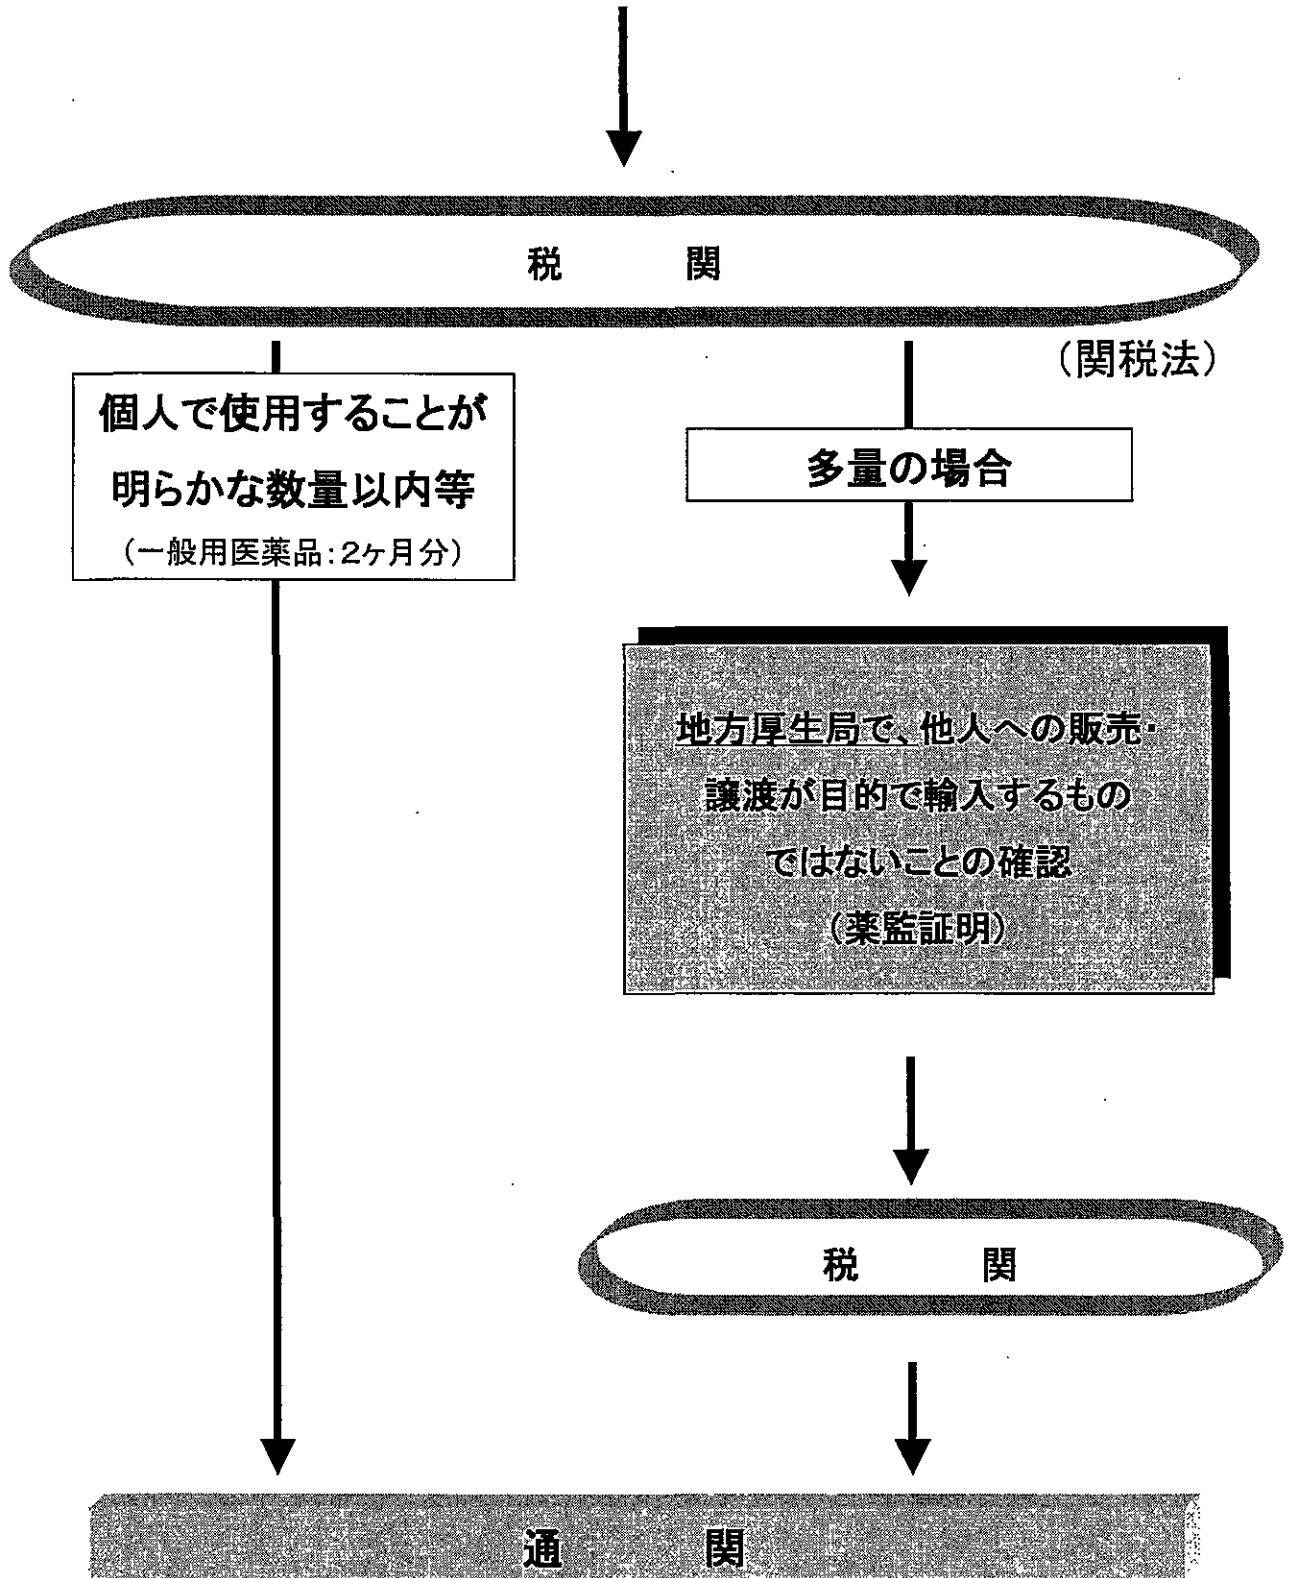 税 関
（関税法）
個人で使用することが
明らかな数量以内等
（一般用医薬品：2ヶ月分）
多量の場合
地方厚生局で、他人への販売・
譲渡が目的で輸入するもの
ではないことの確認
（薬監証明）
税 関
通 関